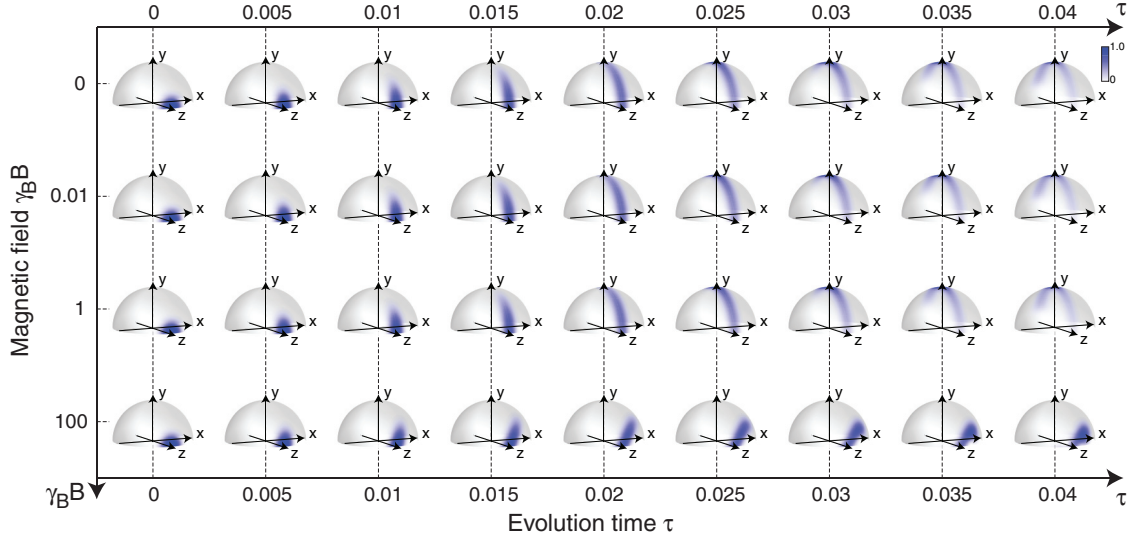 0 0.005 0.01 0.015 0.02 0.025 0.03 0.035 0.04 τ
y y y y y y y y y 1.0
0 x x x x x x x x x 0
z z z z z z z z z
y y y y y y y y y
0.01 x x x x x x x x x
z z z z z z z z z
Magnetic field γ_B B
y y y y y y y y y
1 x x x x x x x x x
z z z z z z z z z
y y y y y y y y y
100 x x x x x x x x x
z z z z z z z z z
γ_B B 0 0.005 0.01 0.015 0.02 0.025 0.03 0.035 0.04 τ
Evolution time τ